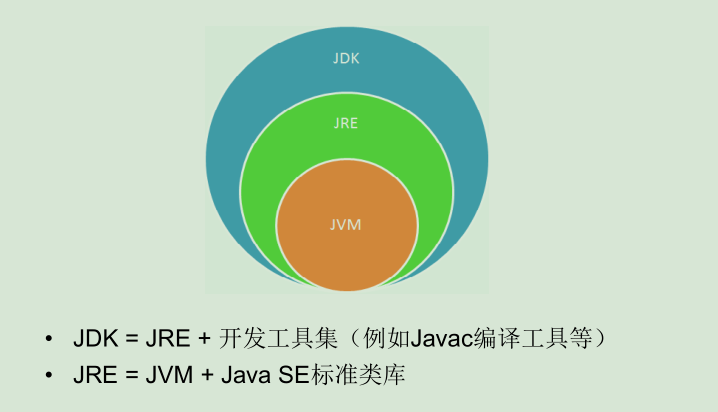 JDK
JRE
JVM
• JDK = JRE + 开发工具集（例如Javac编译工具等）
• JRE = JVM + Java SE标准类库